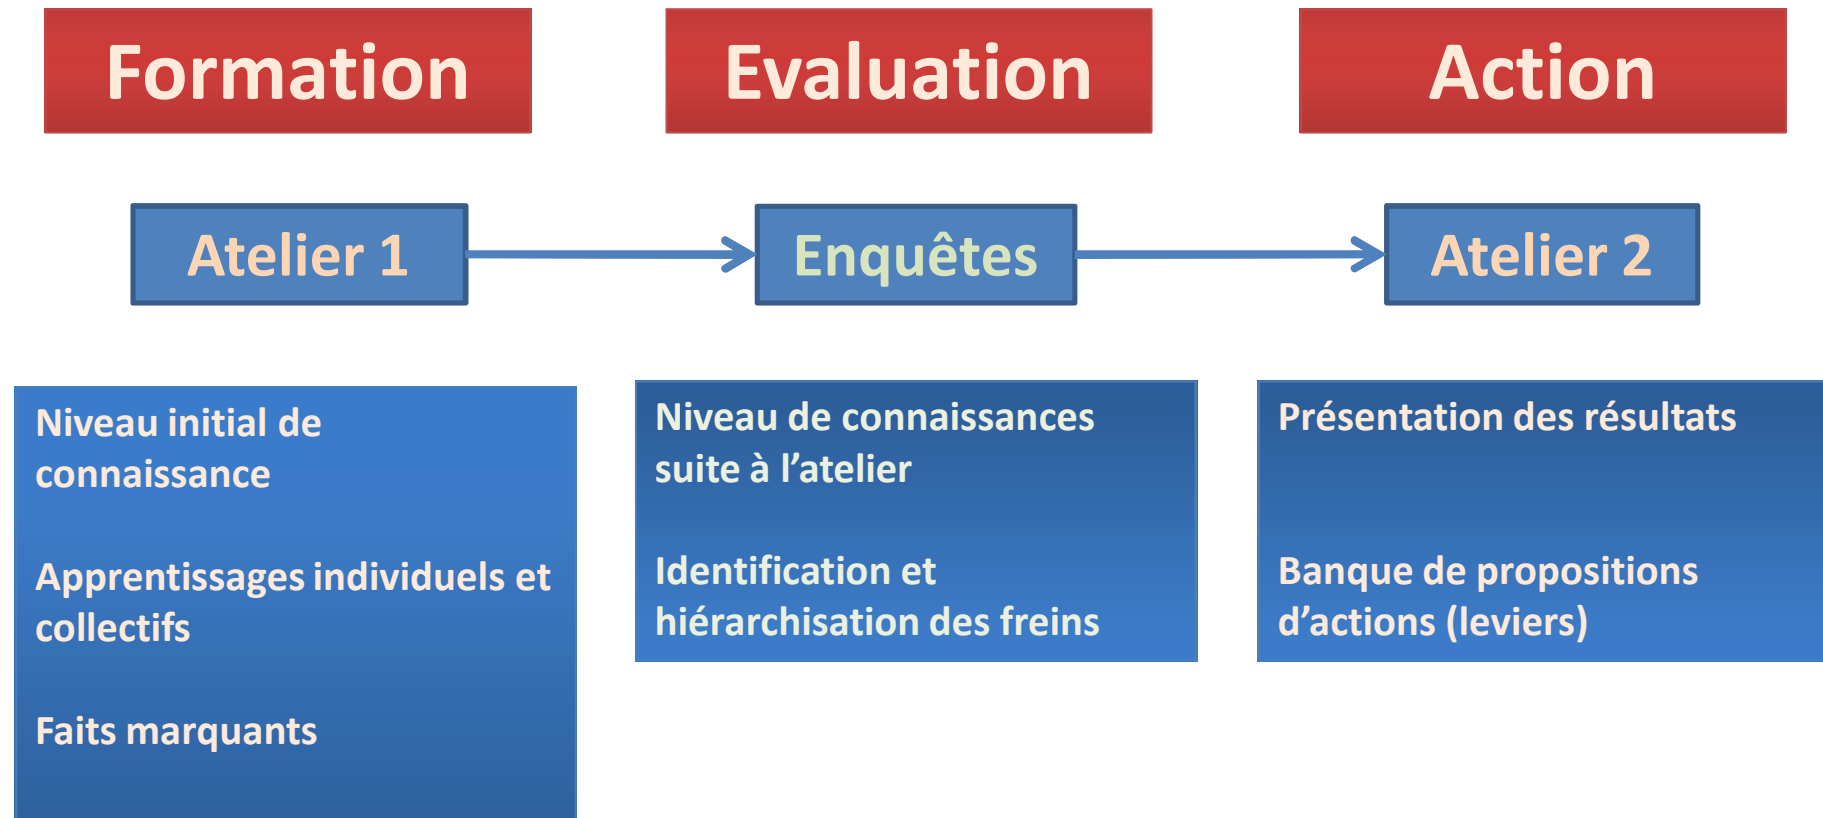 Formation
Evaluation
Action
Atelier 1
Enquêtes
Atelier 2
Niveau initial de
connaissance
Apprentissages individuels et
collectifs
Faits marquants
Niveau de connaissances
suite à l’atelier
Identification et
hiérarchisation des freins
Présentation des résultats
Banque de propositions
d’actions (leviers)